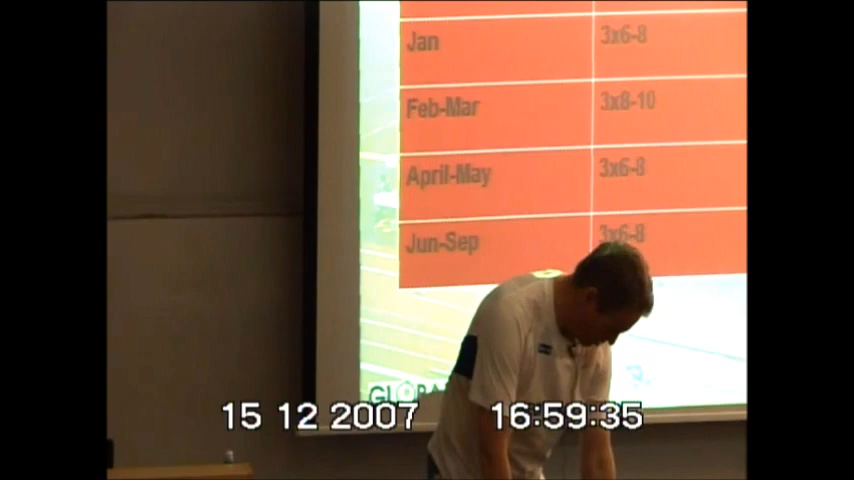 Jan 3x6-8
Feb-Mar 3x8-10
April-May 3x6-8
Jun-Sep 3x6-8
GLOBA
15 12 2007 16:59:35